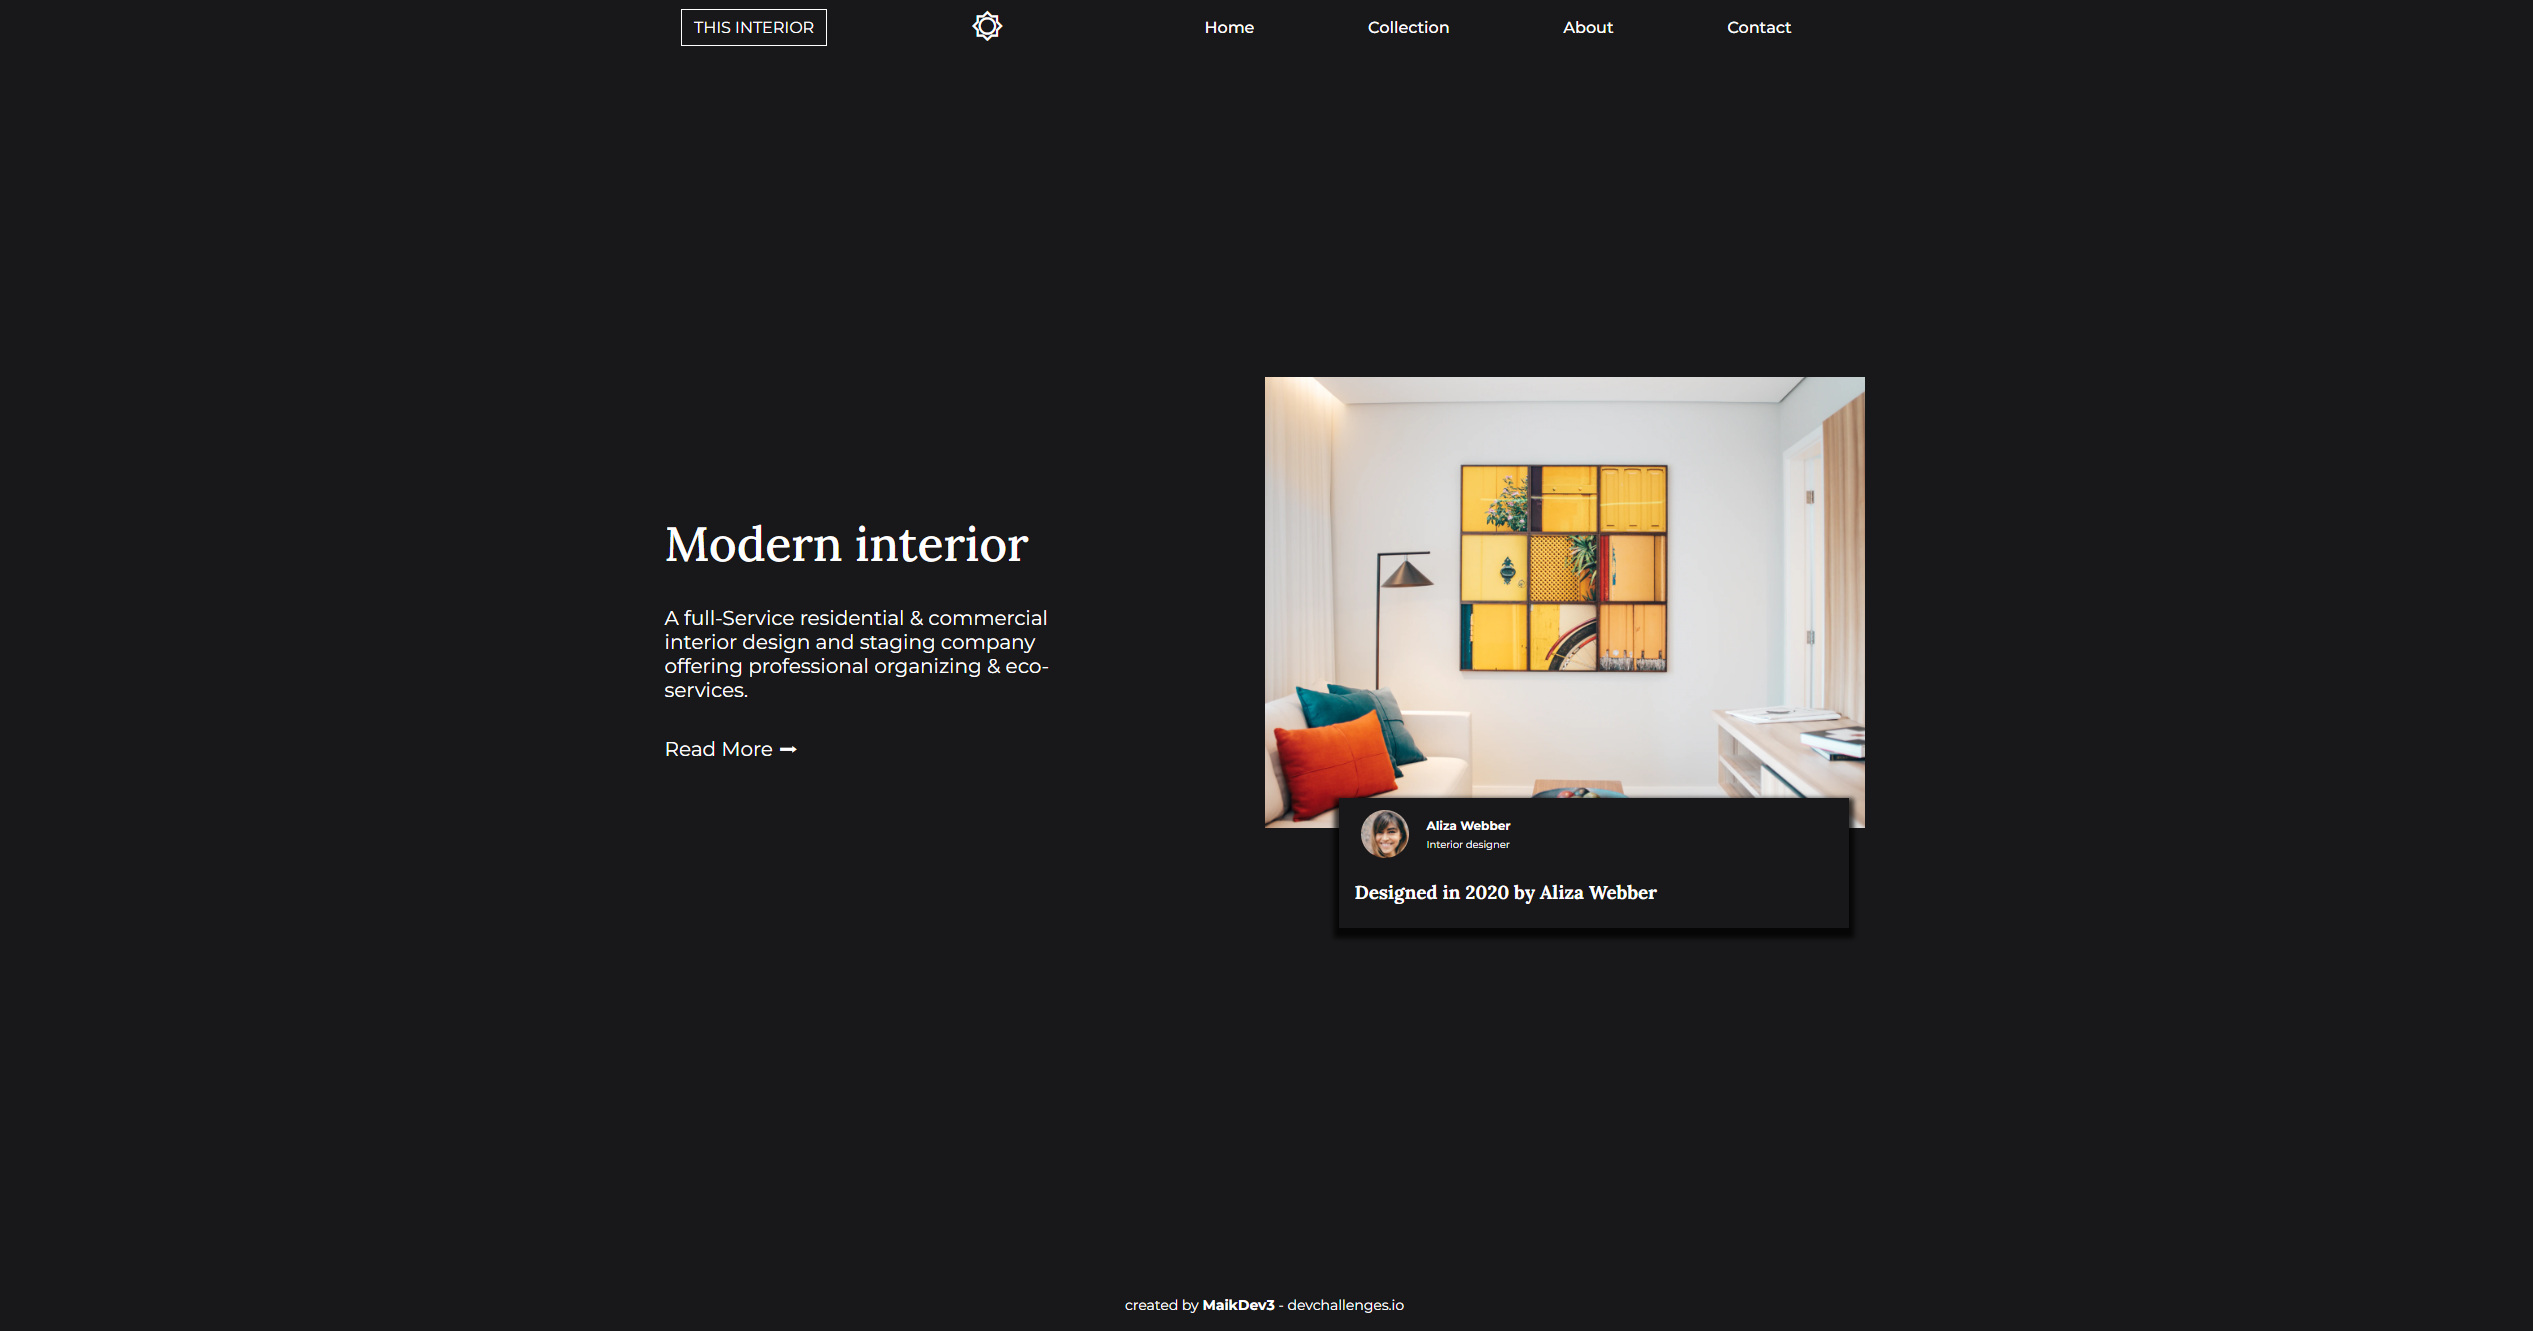 THIS INTERIOR
Home
Collection
About
Contact
Modern interior
A full-Service residential & commercial
interior design and staging company
offering professional organizing & eco-
services.
Read More ➞
Aliza Webber
Interior designer
Designed in 2020 by Aliza Webber
created by MaikDev3 - devchallenges.io